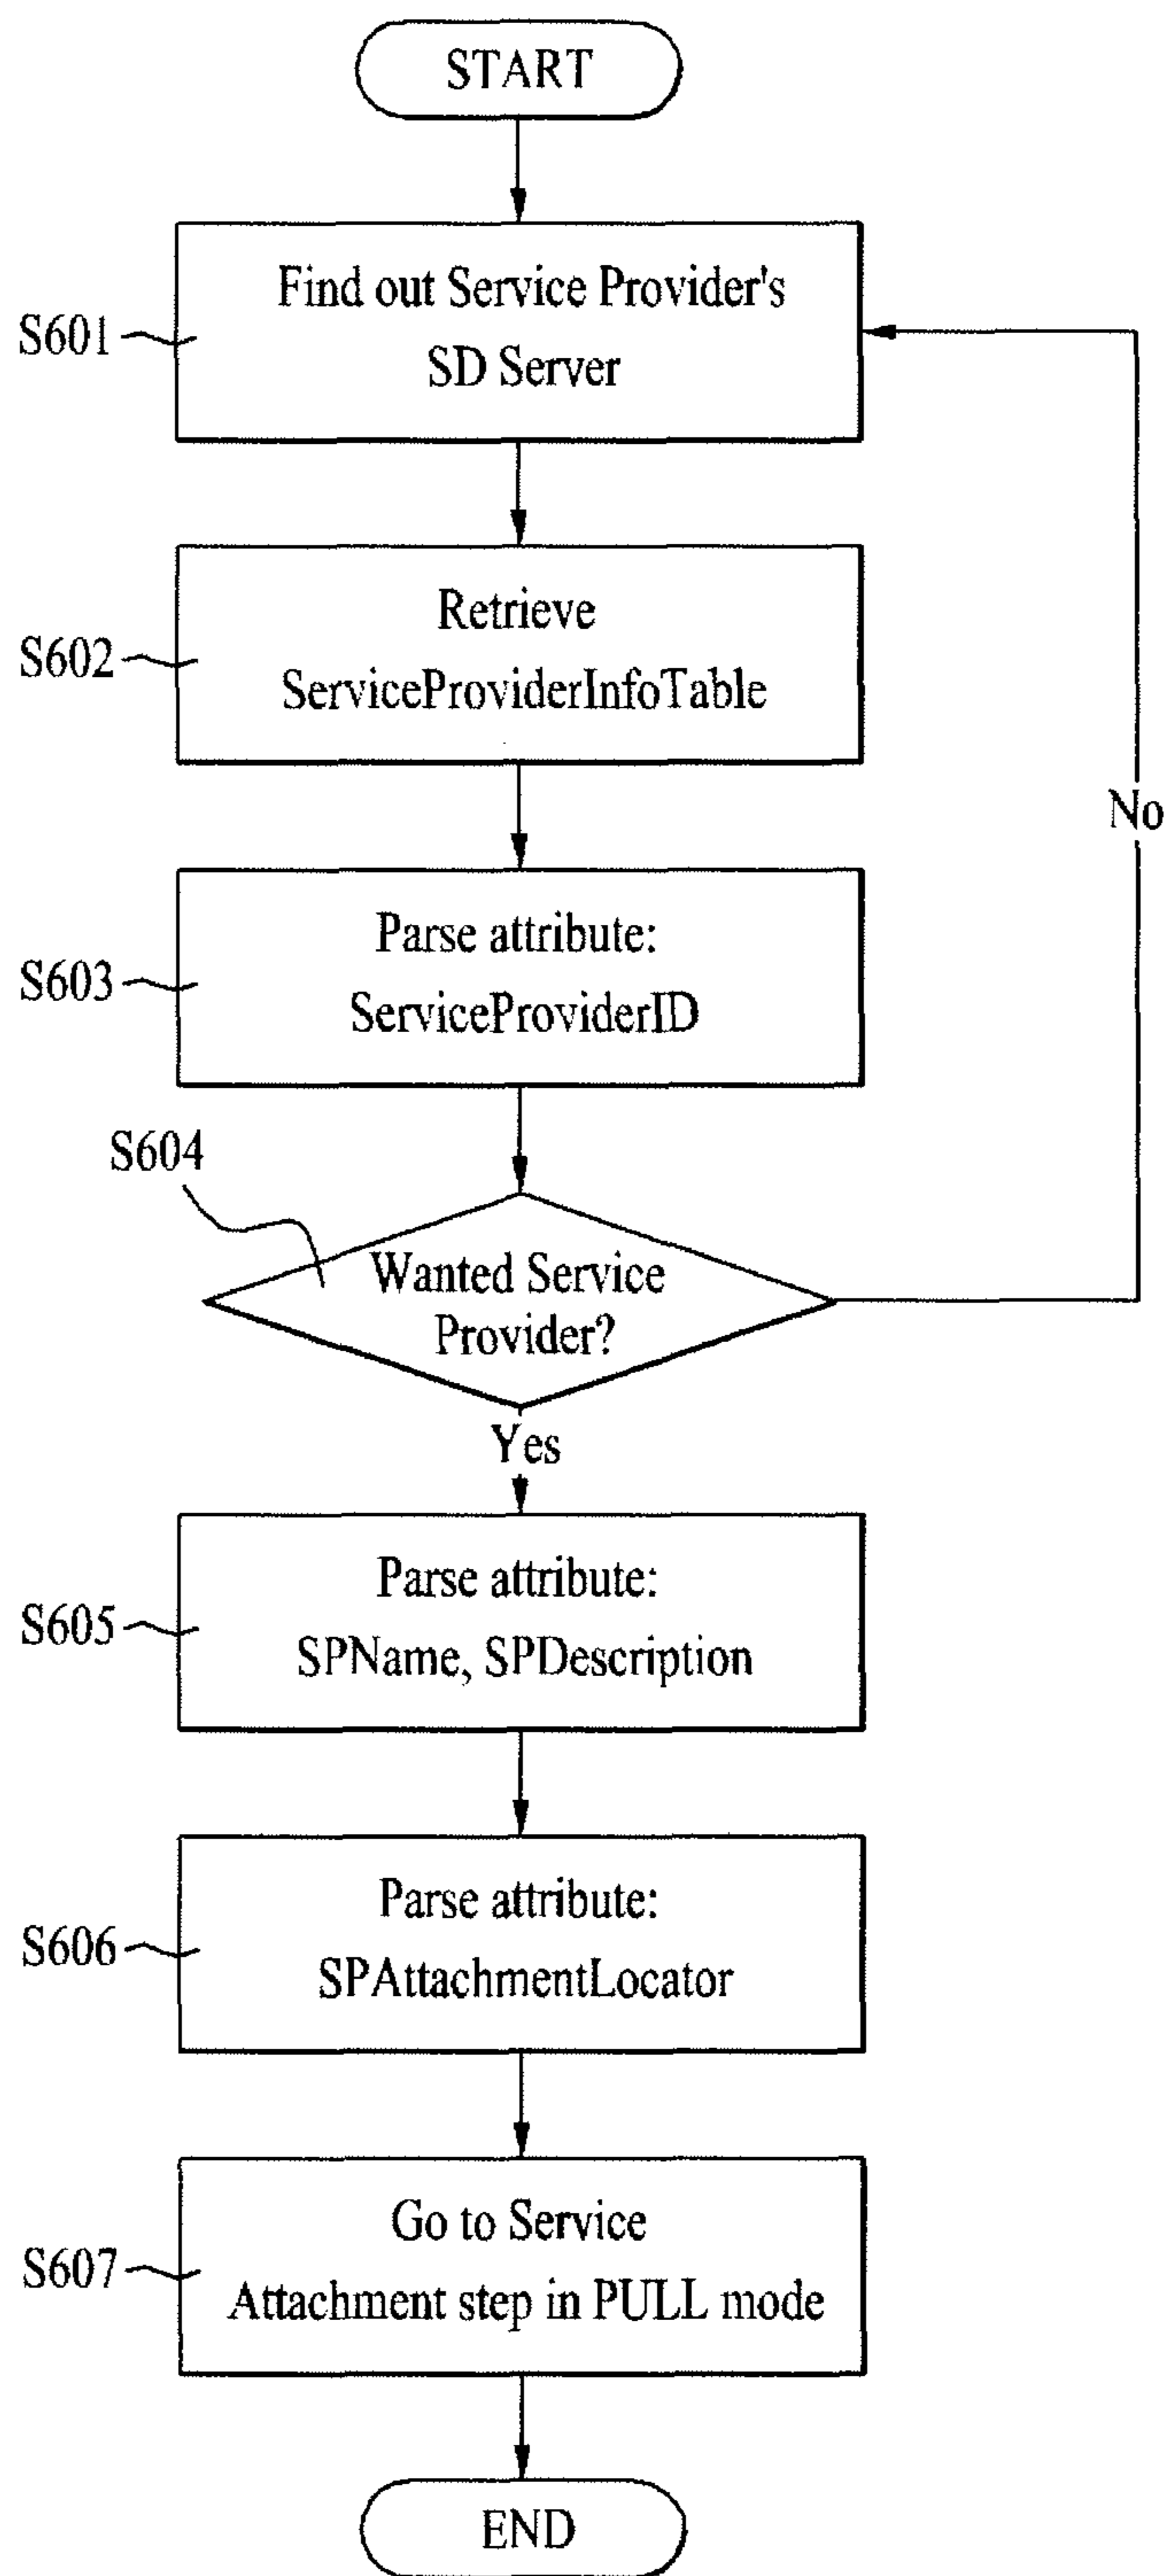 START
S601
Find out Service Provider's
SD Server
S602
Retrieve
ServiceProviderInfoTable
No
S603
Parse attribute:
ServiceProviderID
S604
Wanted Service
Provider?
Yes
S605
Parse attribute:
SPName, SPDescription
S606
Parse attribute:
SPAttachmentLocator
S607
Go to Service
Attachment step in PULL mode
END